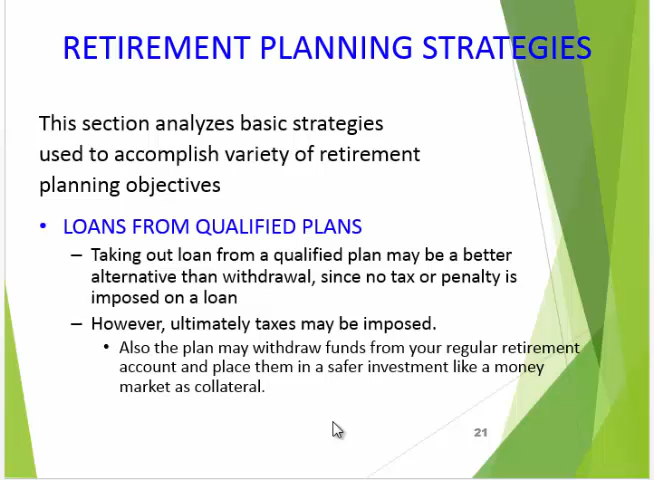 RETIREMENT PLANNING STRATEGIES
This section analyzes basic strategies
used to accomplish variety of retirement
planning objectives
• LOANS FROM QUALIFIED PLANS
– Taking out loan from a qualified plan may be a better
alternative than withdrawal, since no tax or penalty is
imposed on a loan
– However, ultimately taxes may be imposed.
• Also the plan may withdraw funds from your regular retirement
account and place them in a safer investment like a money
market as collateral.
21